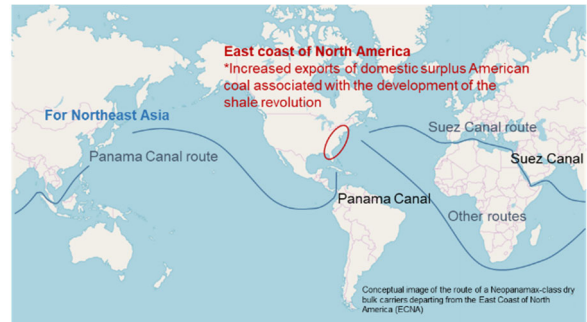 East coast of North America
*Increased exports of domestic surplus American
coal associated with the development of the
shale revolution
For Northeast Asia
Suez Canal route
Panama Canal route
Suez Canal
Panama Canal
Other routes
Conceptual image of the route of a Neopanamax-class dry
bulk carriers departing from the East Coast of North
America (ECNA)